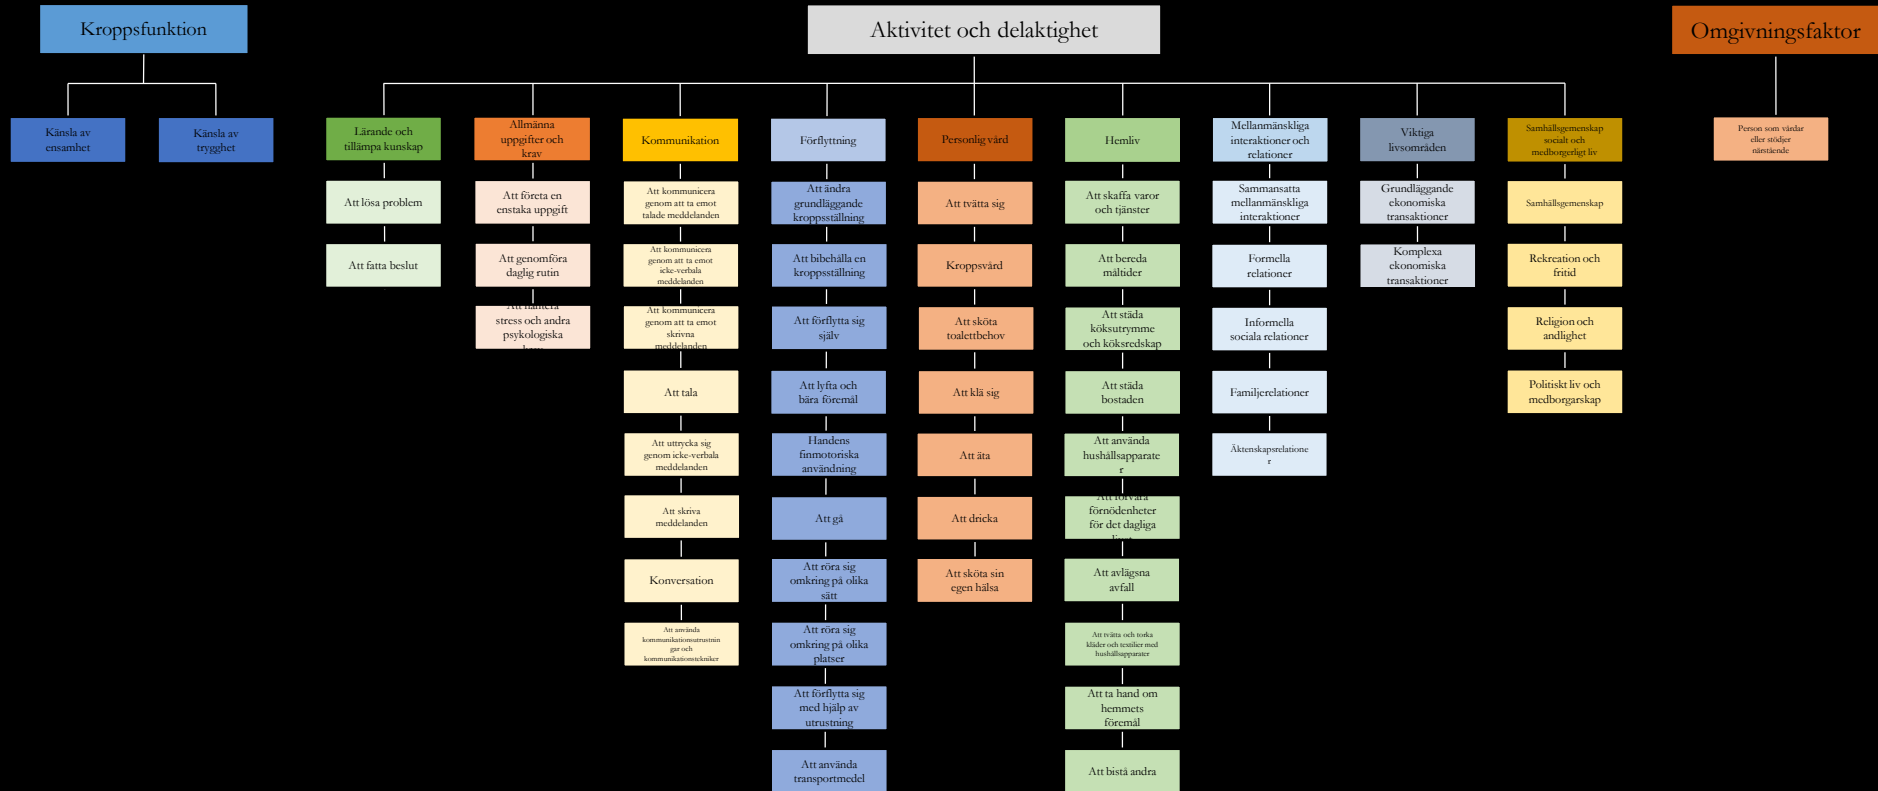 Kroppsfunktion
Känsla av
ensamhet
Känsla av
trygghet
Aktivitet och delaktighet
Lärande och
tillämpa kunskap
Att lösa problem
Att fatta beslut
Allmänna
uppgifter och
krav
Att företa en
enstaka uppgift
Att genomföra
daglig rutin
Att hantera
stress och andra
psykologiska
krav
Kommunikation
Att kommunicera
genom att ta emot
talade meddelanden
Att kommunicera
genom att ta emot
icke-verbala
meddelanden
Att kommunicera
genom att ta emot
skrivna
meddelanden
Att tala
Att uttrycka sig
genom icke-verbala
meddelanden
Att skriva
meddelanden
Konversation
Att använda
kommunikationsutrustnin
gar och
kommunikationstekniker
Förflyttning
Att ändra
grundläggande
kroppsställning
Att bibehålla en
kroppsställning
Att förflytta sig
själv
Att lyfta och
bära föremål
Handens
finmotoriska
användning
Att gå
Att röra sig
omkring på olika
sätt
Att röra sig
omkring på olika
platser
Att förflytta sig
med hjälp av
utrustning
Att använda
transportmedel
Personlig vård
Att tvätta sig
Kroppsvård
Att sköta
toalettbehov
Att klä sig
Att äta
Att dricka
Att sköta sin
egen hälsa
Hemliv
Att skaffa varor
och tjänster
Att bereda
måltider
Att städa
köksutrymme
och köksredskap
Att städa
bostaden
Att använda
hushållsapparate
r
Att förvara
förnödenheter
för det dagliga
livet
Att avlägsna
avfall
Att tvätta och torka
kläder och textilier med
hushållsapparater
Att ta hand om
hemmets
föremål
Att bistå andra
Mellanmänskliga
interaktioner och
relationer
Sammansatta
mellanmänskliga
interaktioner
Formella
relationer
Informella
sociala relationer
Familjerelationer
Äktenskapsrelatione
r
Viktiga
livsområden
Grundläggande
ekonomiska
transaktioner
Komplexa
ekonomiska
transaktioner
Samhällsgemenskap
socialt och
medborgerligt liv
Samhällsgemenskap
Rekreation och
fritid
Religion och
andlighet
Politiskt liv och
medborgarskap
Omgivningsfaktor
Person som vårdar
eller stödjer
närstående